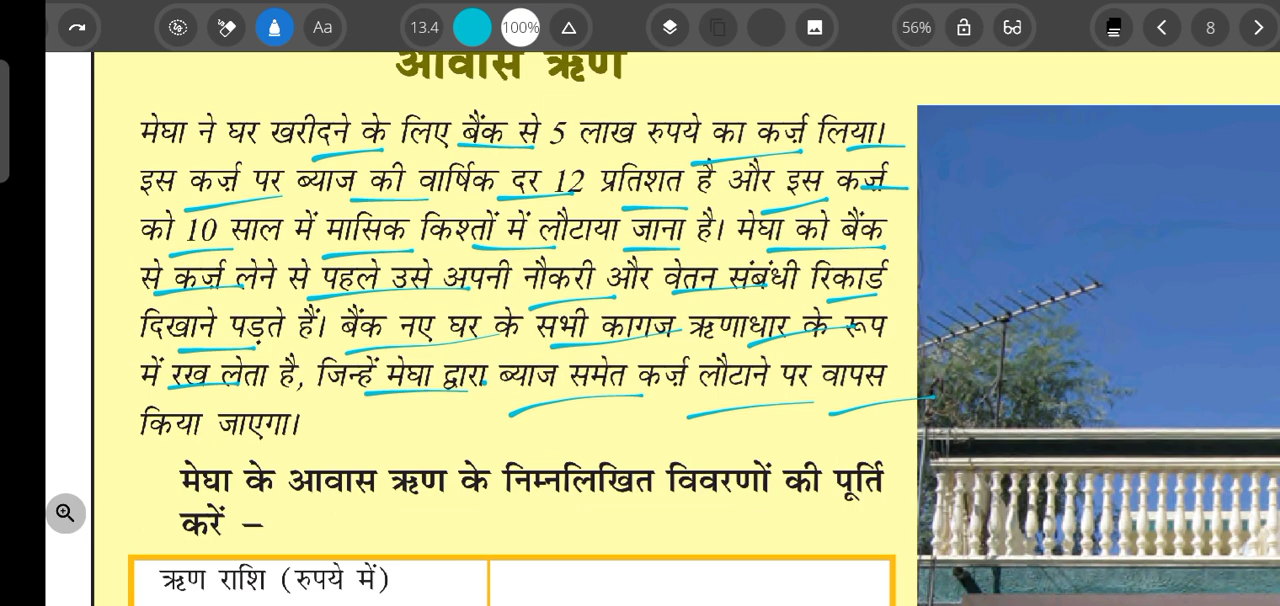 Aa 13.4 100% 56% 8
आवास ऋण
मेघा ने घर खरीदने के लिए बैंक से 5 लाख रुपये का कर्ज़ लिया।
इस कर्ज़ पर ब्याज की वार्षिक दर 12 प्रतिशत है और इस कर्ज़
को 10 साल में मासिक किश्तों में लौटाया जाना है। मेघा को बैंक
से कर्ज़ लेने से पहले उसे अपनी नौकरी और वेतन संबंधी रिकार्ड
दिखाने पड़ते हैं। बैंक नए घर के सभी कागज ऋणाधार के रूप
में रख लेता है, जिन्हें मेघा द्वारा ब्याज समेत कर्ज़ लौटाने पर वापस
किया जाएगा।
मेघा के आवास ऋण के निम्नलिखित विवरणों की पूर्ति
करें –
ऋण राशि (रुपये में)